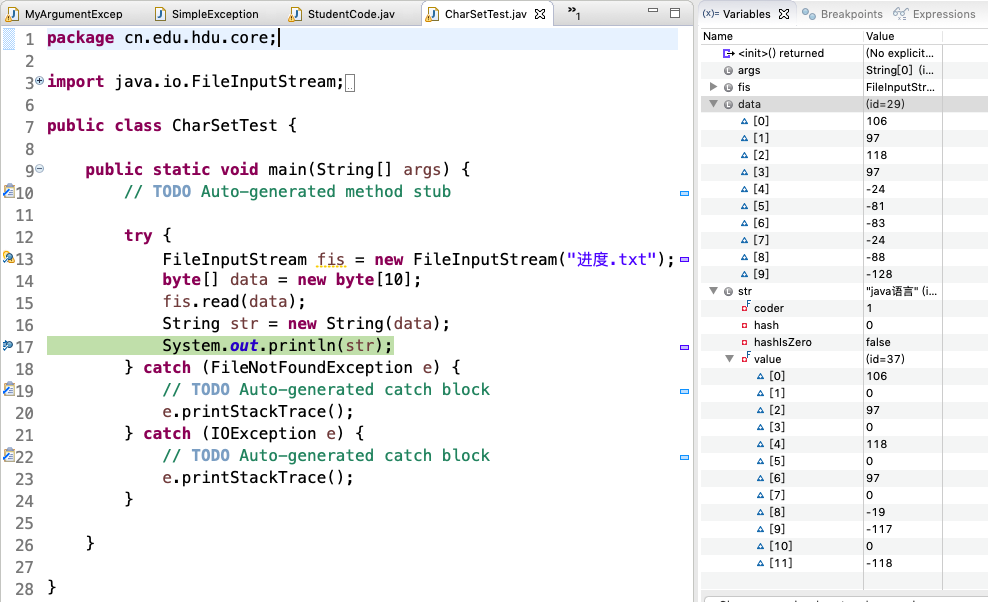 MyArgumentExcep SimpleException StudentCode.jav CharSetTest.jav »1
1 package cn.edu.hdu.core;
2
3 import java.io.FileInputStream;
6
7 public class CharSetTest {
8
9 public static void main(String[] args) {
10 // TODO Auto-generated method stub
11
12 try {
13 FileInputStream fis = new FileInputStream("进度.txt");
14 byte[] data = new byte[10];
15 fis.read(data);
16 String str = new String(data);
17 System.out.println(str);
18 } catch (FileNotFoundException e) {
19 // TODO Auto-generated catch block
20 e.printStackTrace();
21 } catch (IOException e) {
22 // TODO Auto-generated catch block
23 e.printStackTrace();
24 }
25
26 }
27
28 }
(x)= Variables Breakpoints Expressions
Name Value
<init>() returned (No explicit...
args String[0] (i...
fis FileInputStr...
data (id=29)
[0] 106
[1] 97
[2] 118
[3] 97
[4] -24
[5] -81
[6] -83
[7] -24
[8] -88
[9] -128
str "java语言" (i...
coder 1
hash 0
hashIsZero false
value (id=37)
[0] 106
[1] 0
[2] 97
[3] 0
[4] 118
[5] 0
[6] 97
[7] 0
[8] -19
[9] -117
[10] 0
[11] -118